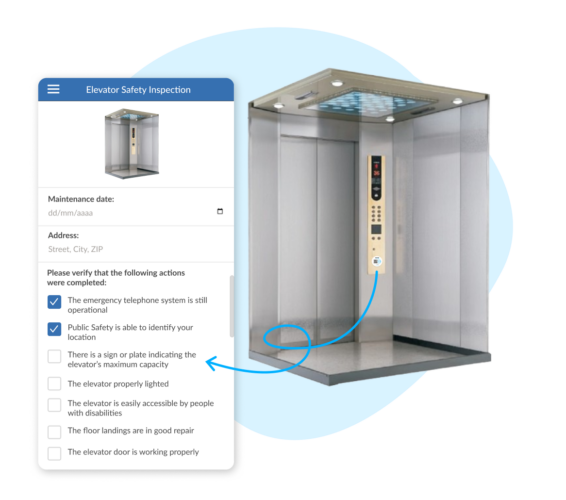 Elevator Safety Inspection
Maintenance date:
dd/mm/aaaa
Address:
Street, City, ZIP
Please verify that the following actions
were completed:
The emergency telephone system is still
operational
Public Safety is able to identify your
location
There is a sign or plate indicating the
elevator's maximum capacity
The elevator properly lighted
The elevator is easily accessible by people
with disabilities
The floor landings are in good repair
The elevator door is working properly